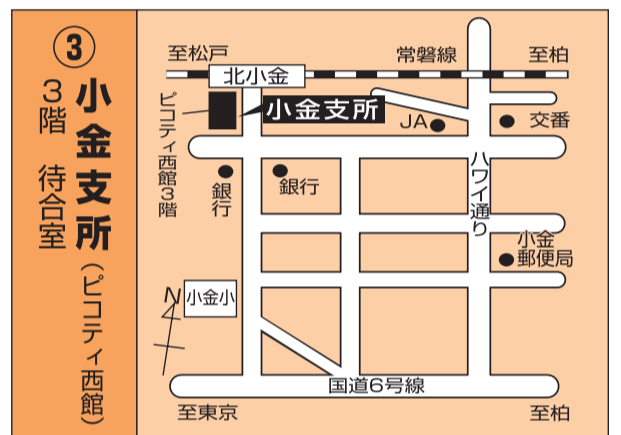 ③
小金支所(ピコティ西館)
3階 待合室
至松戸
常磐線
至柏
北小金
ピコティ西館3階
小金支所
JA
交番
銀行
銀行
ハワイ通り
小金
郵便局
N
小金小
国道6号線
至東京
至柏